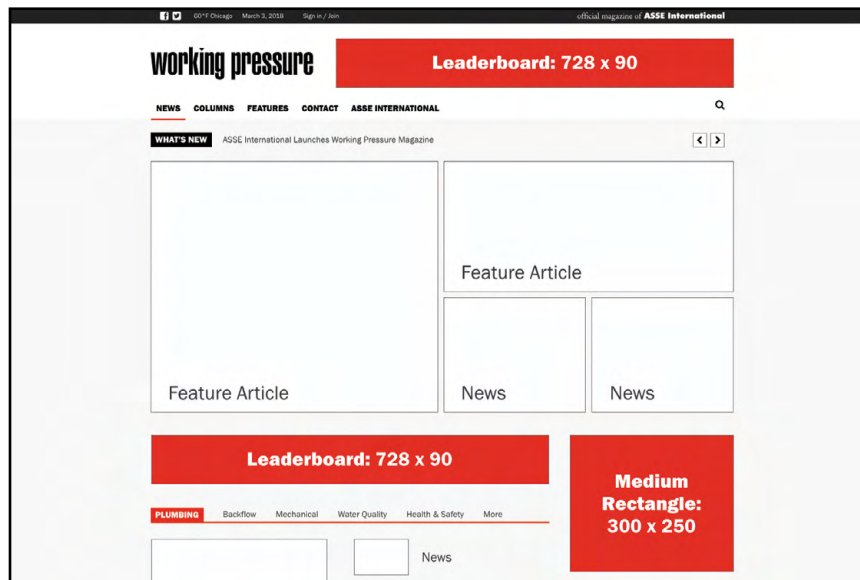 60°F Chicago March 3, 2018 Sign in / Join official magazine of ASSE International
working pressure
Leaderboard: 728 x 90
NEWS COLUMNS FEATURES CONTACT ASSE INTERNATIONAL
WHAT'S NEW ASSE International Launches Working Pressure Magazine
Feature Article
Feature Article
News
News
Leaderboard: 728 x 90
Medium
Rectangle:
300 x 250
PLUMBING Backflow Mechanical Water Quality Health & Safety More
News